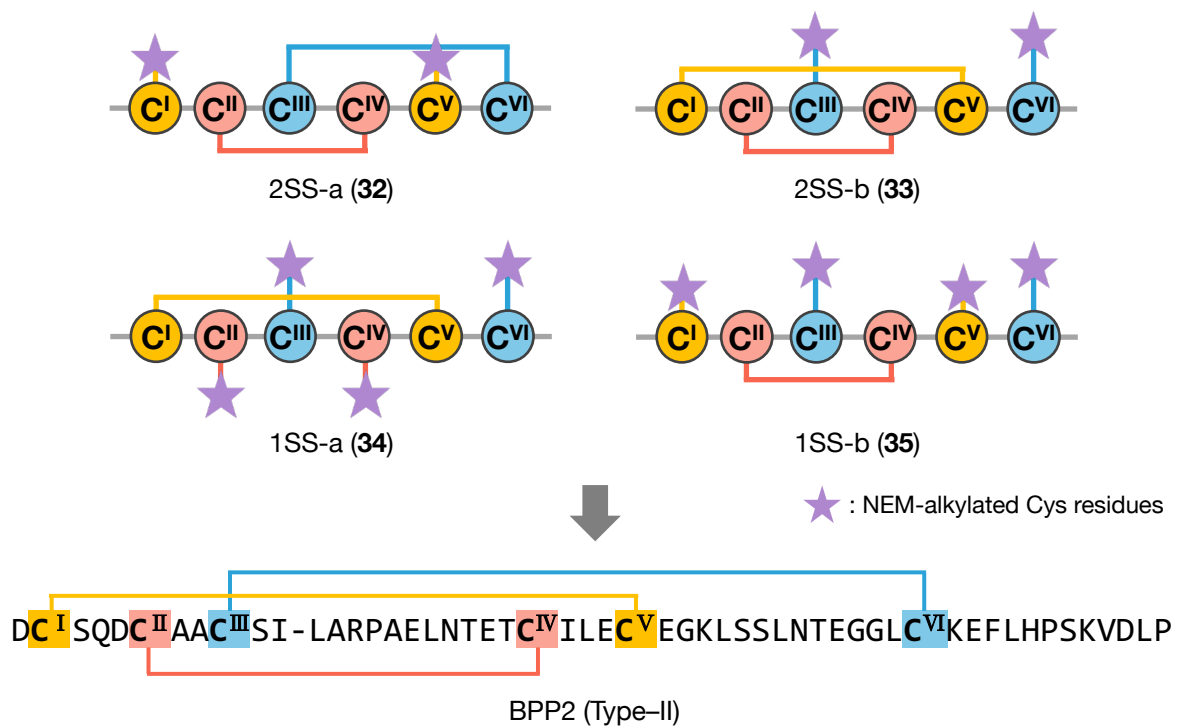 C^I C^II C^III C^IV C^V C^VI
2SS-a (32)
C^I C^II C^III C^IV C^V C^VI
2SS-b (33)
C^I C^II C^III C^IV C^V C^VI
1SS-a (34)
C^I C^II C^III C^IV C^V C^VI
1SS-b (35)
: NEM-alkylated Cys residues
DC^I SQDC^II AAC^III SI-LARPAELNTETC^IV ILEC^V EGKLSSLNTEGGLC^VI KEFLHPSKVDLP
BPP2 (Type–II)